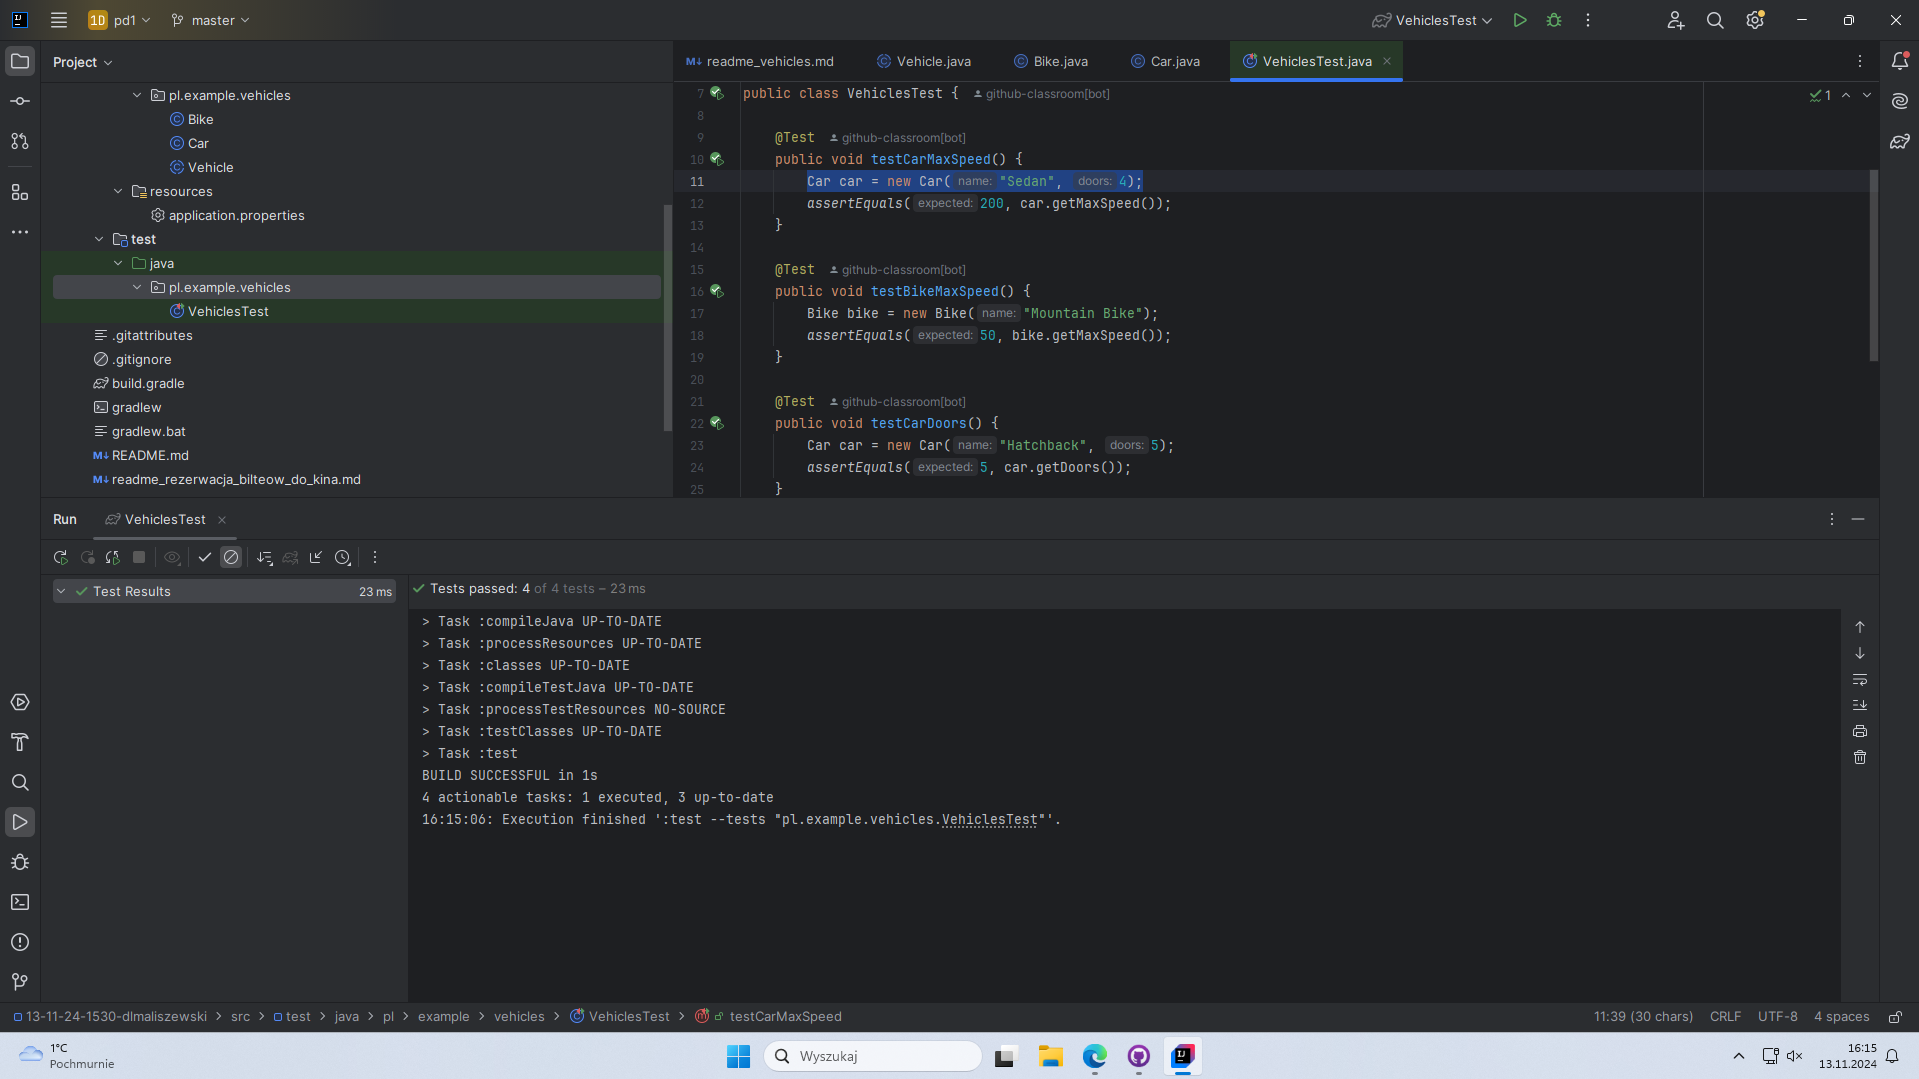 1D pd1 master VehiclesTest
Project
readme_vehicles.md Vehicle.java Bike.java Car.java VehiclesTest.java
pl.example.vehicles
Bike
Car
Vehicle
resources
application.properties
test
java
pl.example.vehicles
VehiclesTest
.gitattributes
.gitignore
build.gradle
gradlew
gradlew.bat
README.md
readme_rezerwacja_bilteow_do_kina.md
7 public class VehiclesTest { github-classroom[bot]
1
8
9 @Test github-classroom[bot]
10 public void testCarMaxSpeed() {
11 Car car = new Car( name: "Sedan", doors: 4);
12 assertEquals( expected: 200, car.getMaxSpeed());
13 }
14
15 @Test github-classroom[bot]
16 public void testBikeMaxSpeed() {
17 Bike bike = new Bike( name: "Mountain Bike");
18 assertEquals( expected: 50, bike.getMaxSpeed());
19 }
20
21 @Test github-classroom[bot]
22 public void testCarDoors() {
23 Car car = new Car( name: "Hatchback", doors: 5);
24 assertEquals( expected: 5, car.getDoors());
25 }
Run VehiclesTest
Test Results 23 ms
Tests passed: 4 of 4 tests – 23 ms
> Task :compileJava UP-TO-DATE
> Task :processResources UP-TO-DATE
> Task :classes UP-TO-DATE
> Task :compileTestJava UP-TO-DATE
> Task :processTestResources NO-SOURCE
> Task :testClasses UP-TO-DATE
> Task :test
BUILD SUCCESSFUL in 1s
4 actionable tasks: 1 executed, 3 up-to-date
16:15:06: Execution finished ':test --tests "pl.example.vehicles.VehiclesTest"'.
13-11-24-1530-dlmaliszewski > src > test > java > pl > example > vehicles > VehiclesTest > testCarMaxSpeed
11:39 (30 chars) CRLF UTF-8 4 spaces
1°C
Pochmurnie
Wyszukaj
16:15
13.11.2024